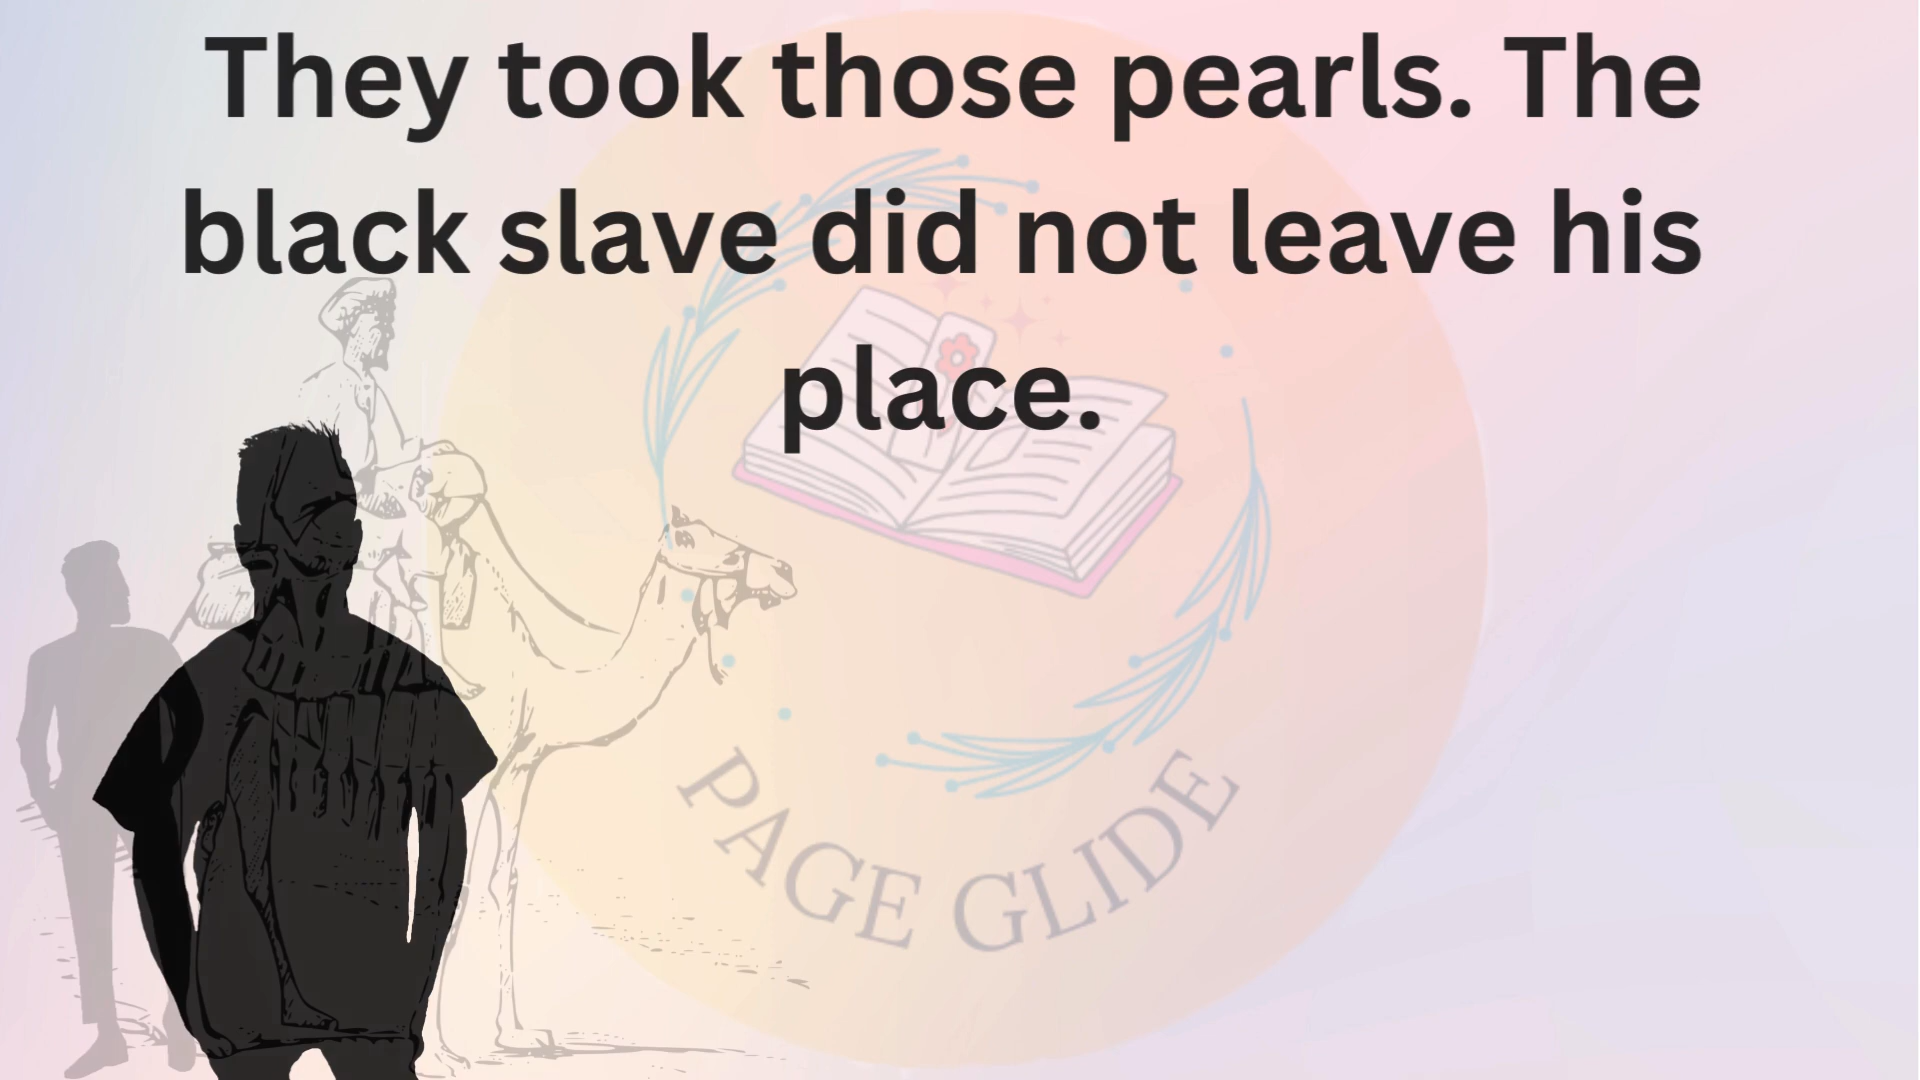 They took those pearls. The
black slave did not leave his
place.
PAGE GLIDE